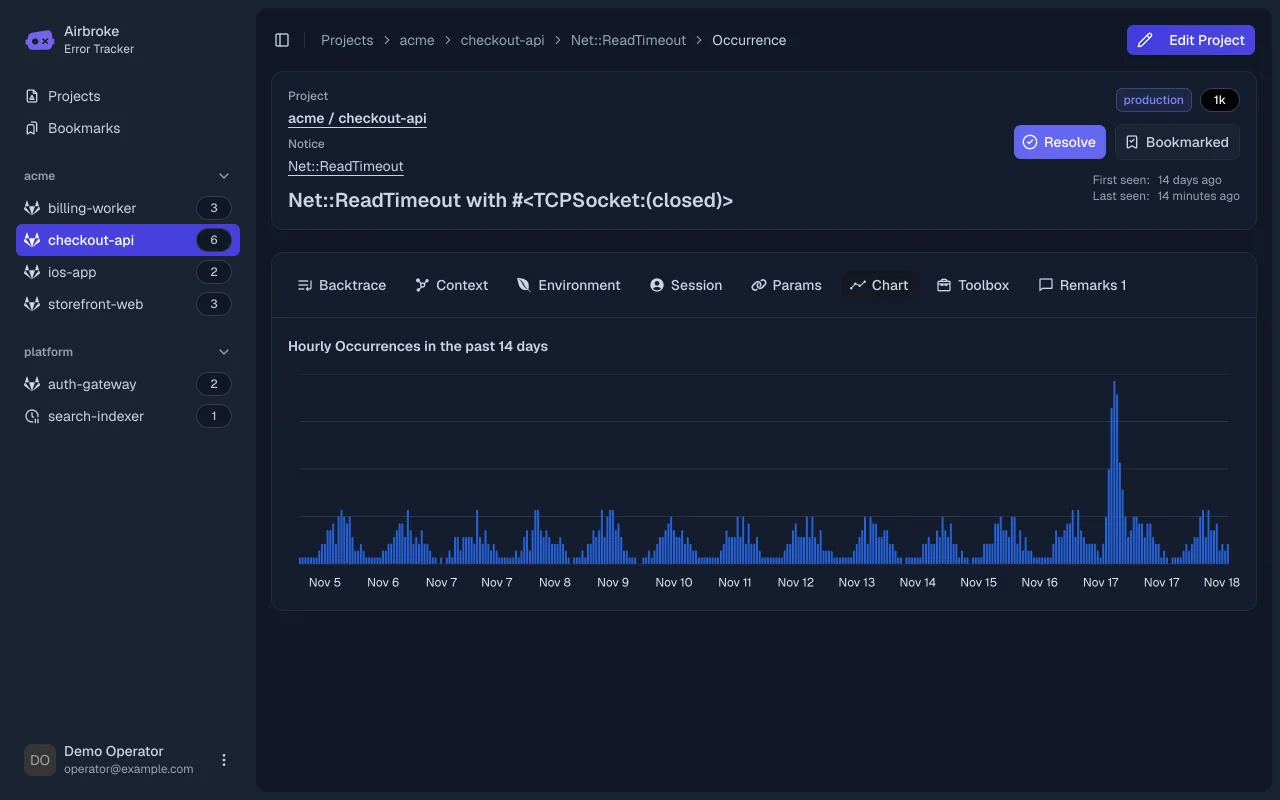 Airbroke
Error Tracker
Projects
Bookmarks
acme
billing-worker 3
checkout-api 6
ios-app 2
storefront-web 3
platform
auth-gateway 2
search-indexer 1
DO
Demo Operator
operator@example.com
Projects > acme > checkout-api > Net::ReadTimeout > Occurrence
Edit Project
Project
acme / checkout-api
Notice
Net::ReadTimeout
Net::ReadTimeout with #<TCPSocket:(closed)>
production 1k
Resolve Bookmarked
First seen: 14 days ago
Last seen: 14 minutes ago
Backtrace Context Environment Session Params Chart Toolbox Remarks 1
Hourly Occurrences in the past 14 days
Nov 5 Nov 6 Nov 7 Nov 7 Nov 8 Nov 9 Nov 10 Nov 11 Nov 12 Nov 13 Nov 14 Nov 15 Nov 16 Nov 17 Nov 17 Nov 18